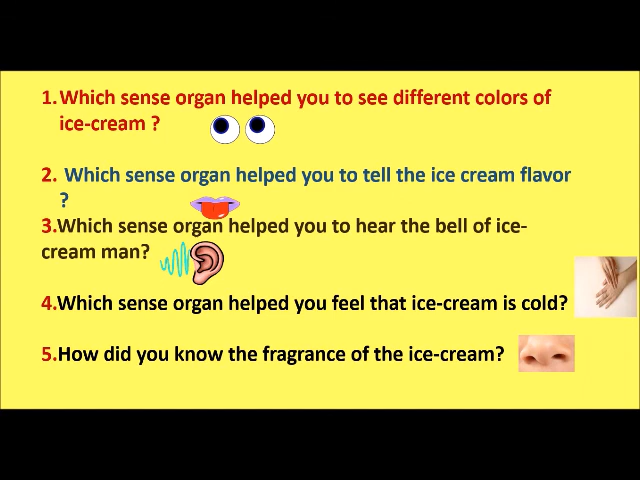 1.Which sense organ helped you to see different colors of
ice-cream ?
2. Which sense organ helped you to tell the ice cream flavor
?
3.Which sense organ helped you to hear the bell of ice-
cream man?
4.Which sense organ helped you feel that ice-cream is cold?
5.How did you know the fragrance of the ice-cream?